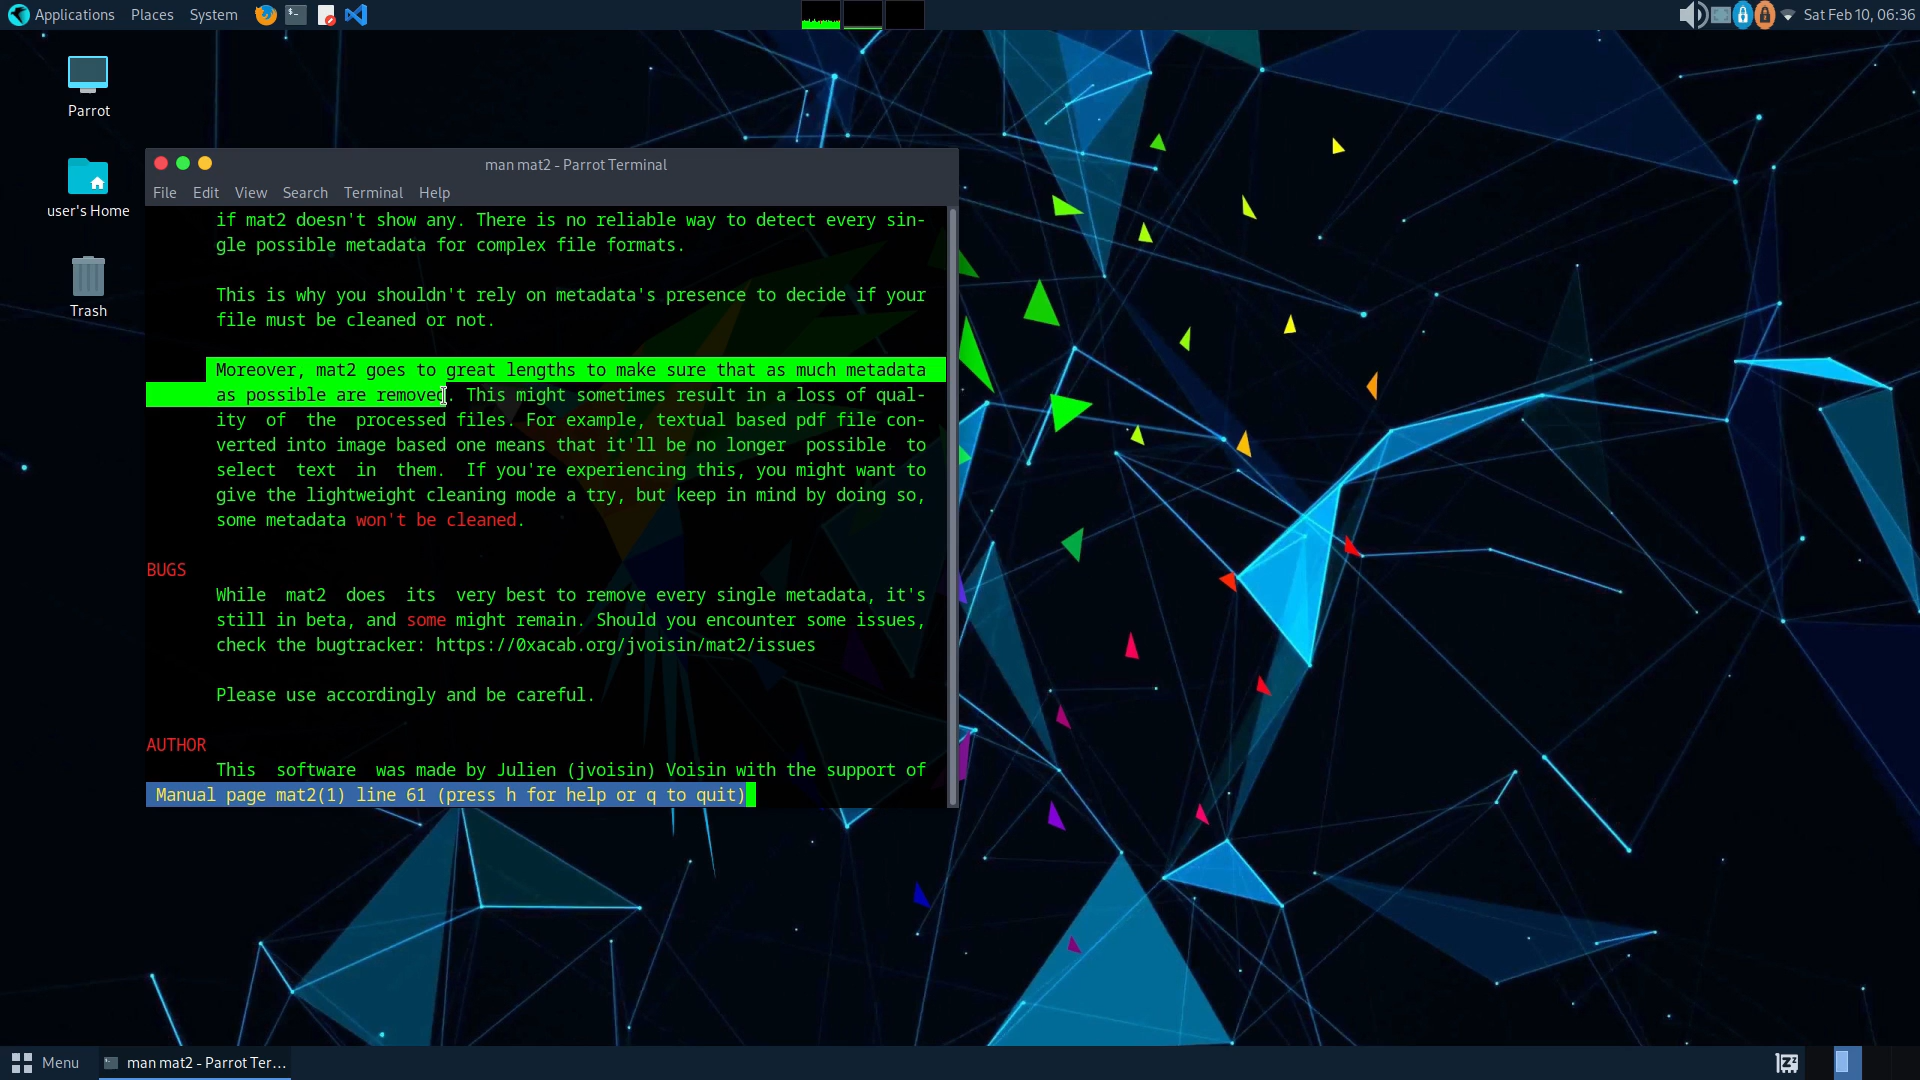 Applications Places System
Sat Feb 10, 06:36
Parrot
user's Home
Trash
man mat2 - Parrot Terminal
File Edit View Search Terminal Help
if mat2 doesn't show any. There is no reliable way to detect every sin-
gle possible metadata for complex file formats.
This is why you shouldn't rely on metadata's presence to decide if your
file must be cleaned or not.
Moreover, mat2 goes to great lengths to make sure that as much metadata
as possible are removed. This might sometimes result in a loss of qual-
ity of the processed files. For example, textual based pdf file con-
verted into image based one means that it'll be no longer possible to
select text in them. If you're experiencing this, you might want to
give the lightweight cleaning mode a try, but keep in mind by doing so,
some metadata won't be cleaned.
BUGS
While mat2 does its very best to remove every single metadata, it's
still in beta, and some might remain. Should you encounter some issues,
check the bugtracker: https://0xacab.org/jvoisin/mat2/issues
Please use accordingly and be careful.
AUTHOR
This software was made by Julien (jvoisin) Voisin with the support of
Manual page mat2(1) line 61 (press h for help or q to quit)
Menu
man mat2 - Parrot Ter...